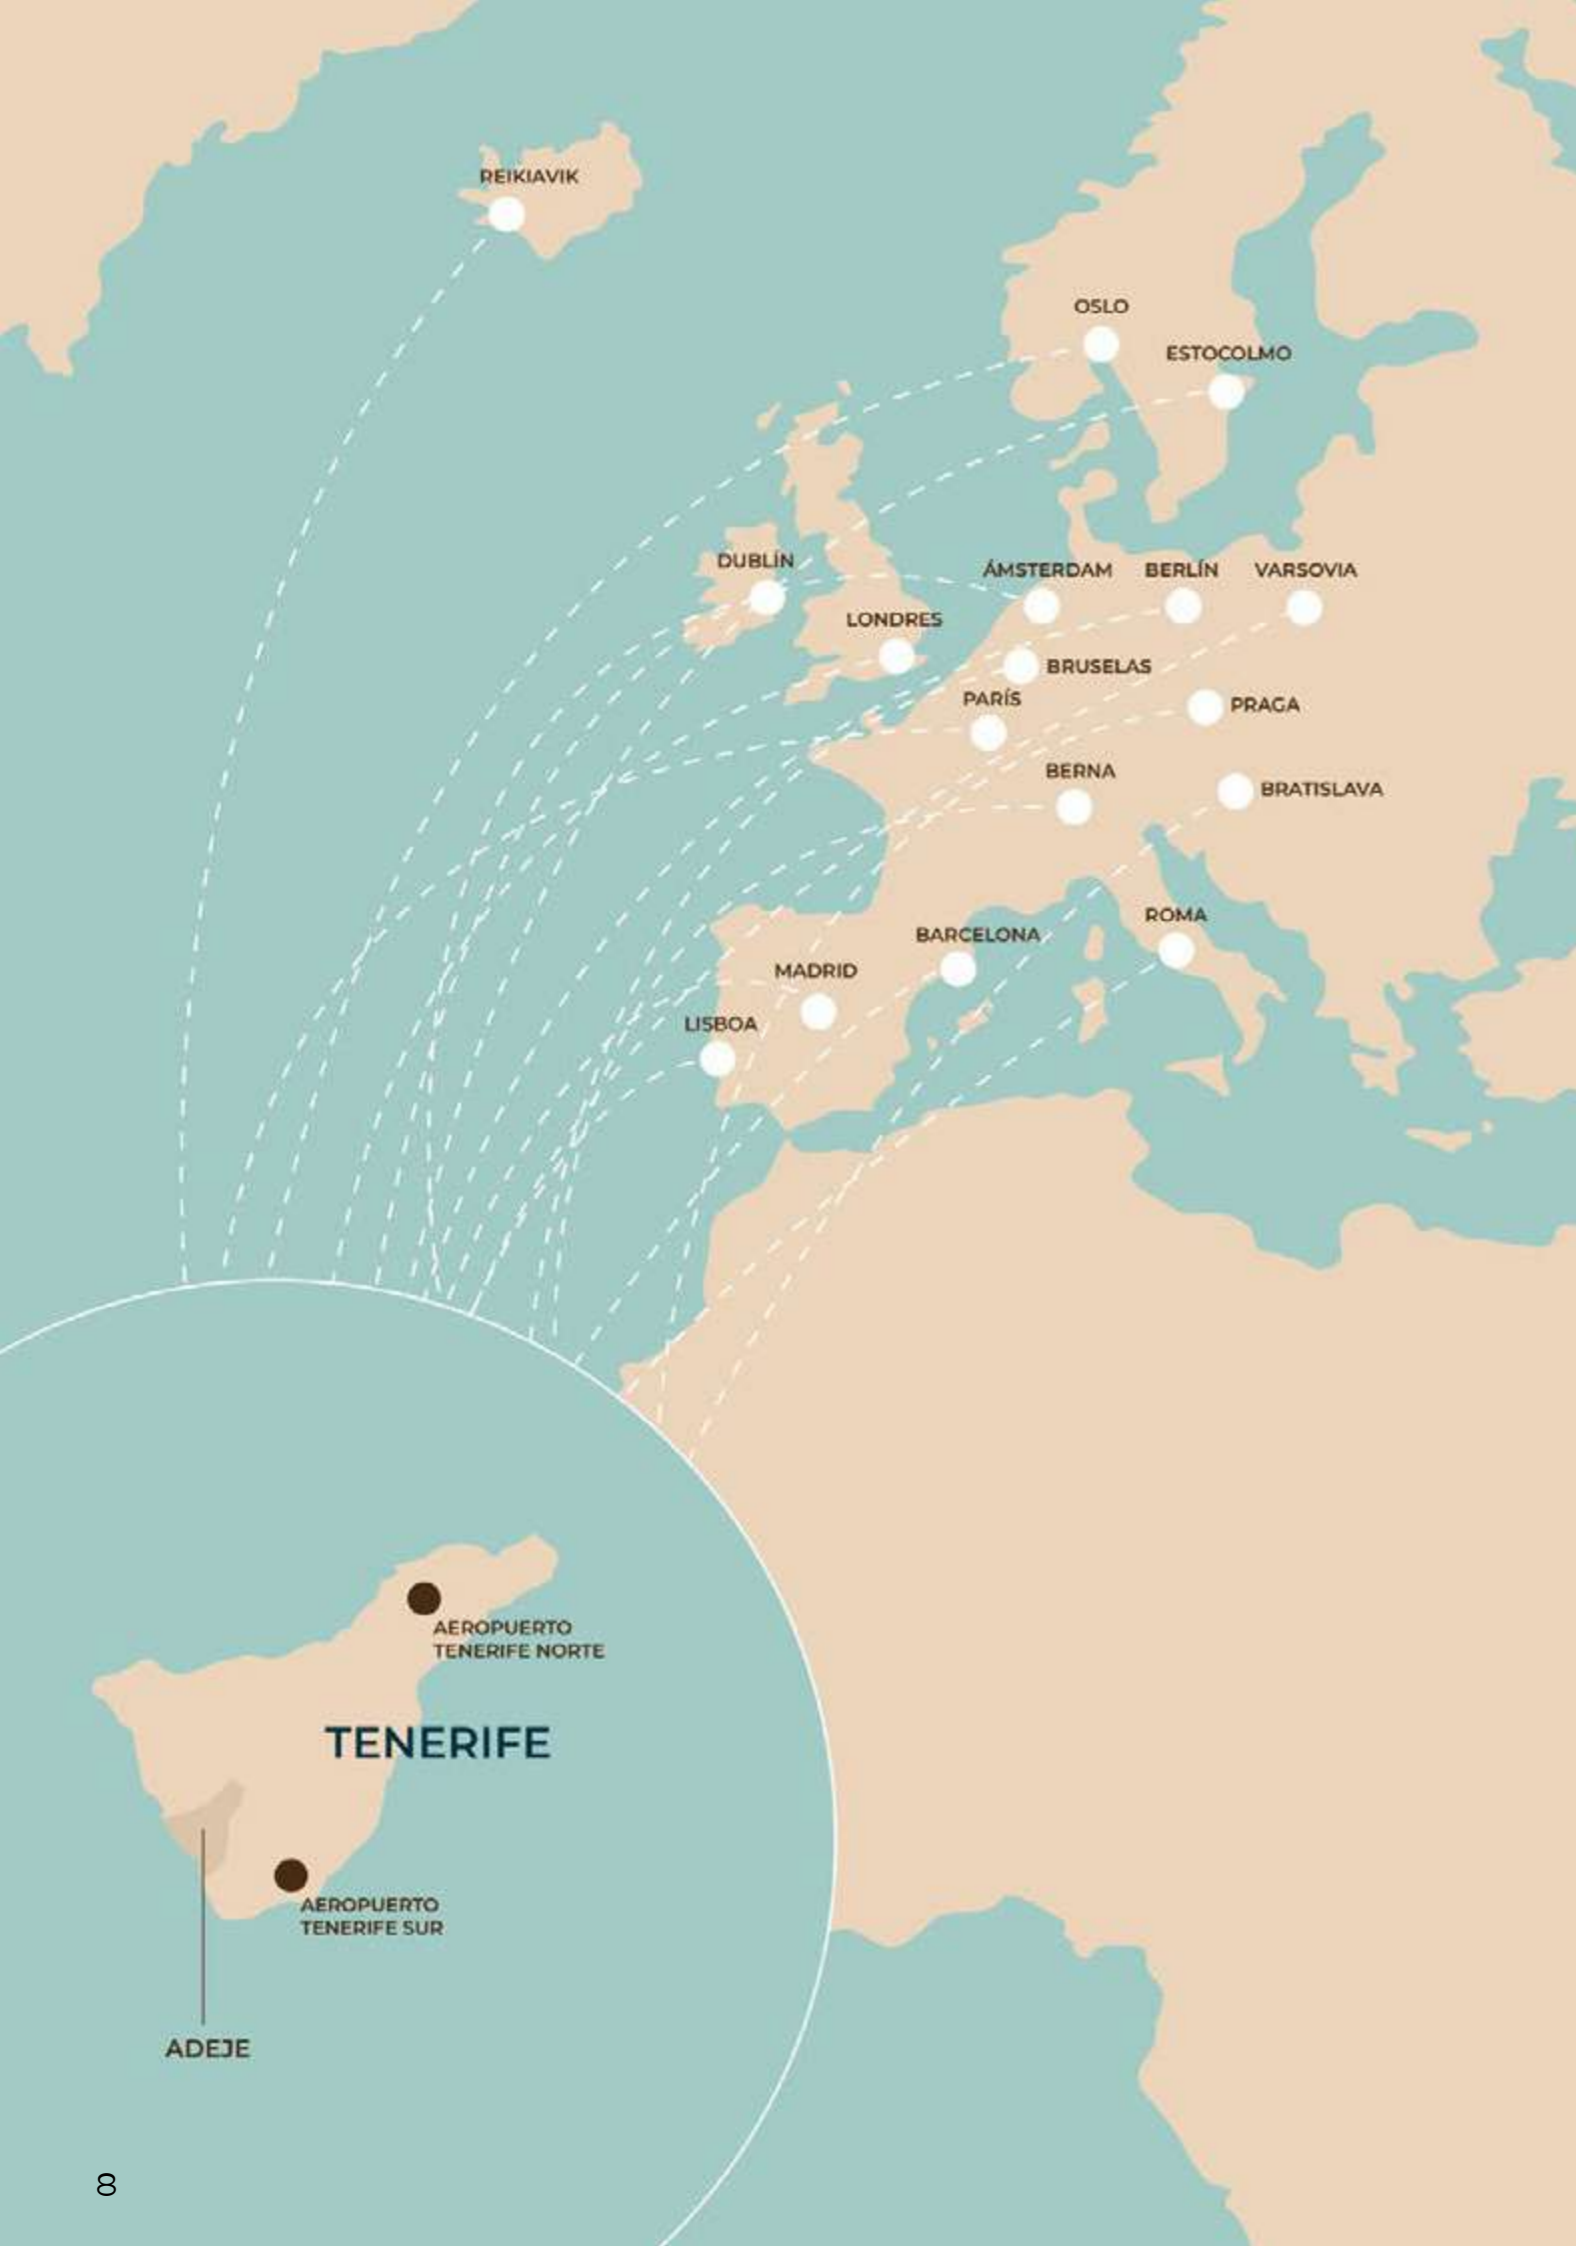 REIKIAVIK
OSLO
ESTOCOLMO
DUBLÍN
ÁMSTERDAM
BERLÍN
VARSOVIA
LONDRES
BRUSELAS
PARÍS
PRAGA
BERNA
BRATISLAVA
ROMA
BARCELONA
MADRID
LISBOA
AEROPUERTO
TENERIFE NORTE
TENERIFE
AEROPUERTO
TENERIFE SUR
ADEJE
8